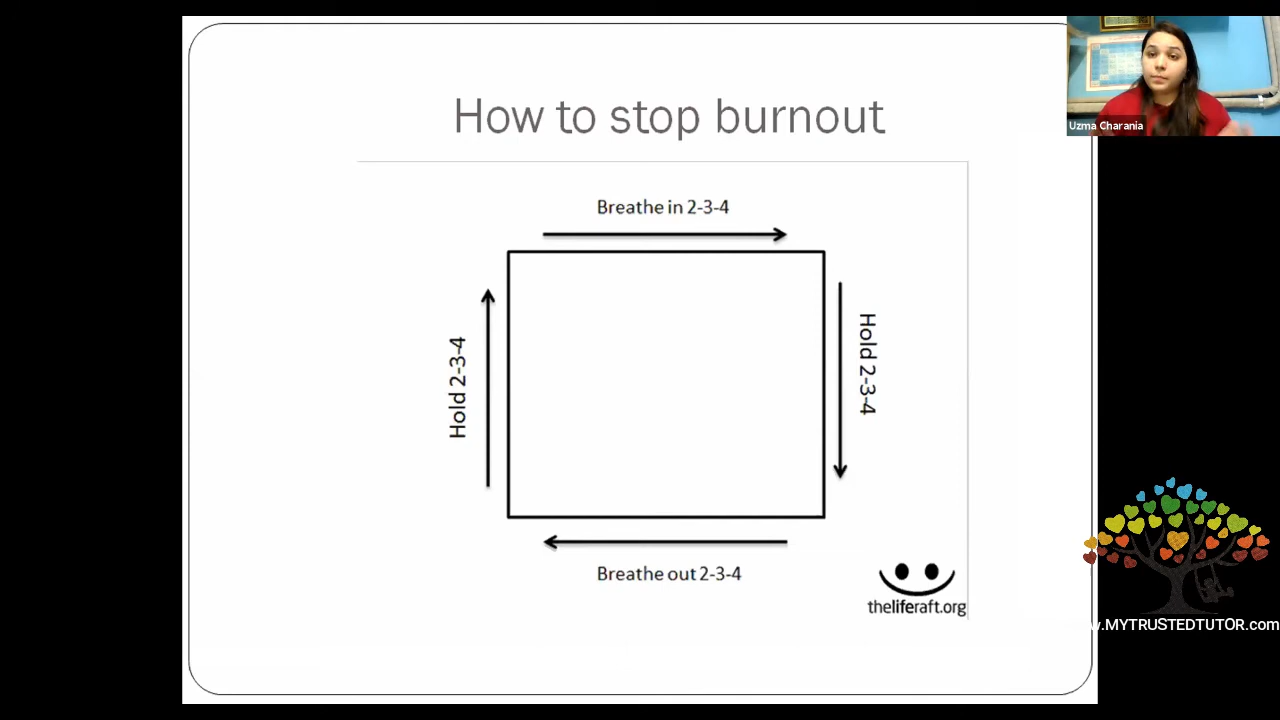 How to stop burnout
Uzma Charania
Breathe in 2-3-4
Hold 2-3-4
Hold 2-3-4
Breathe out 2-3-4
theliferaft.org
.MYTRUSTEDTUTOR.com